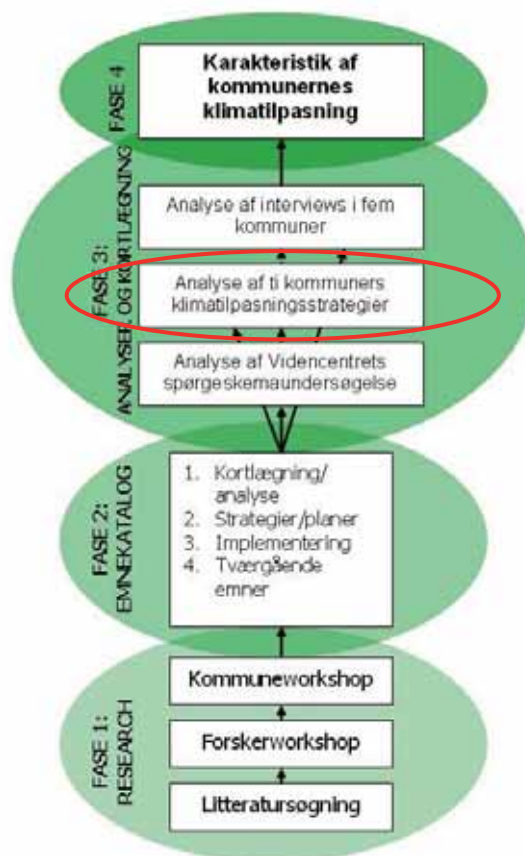 FASE 4
Karakteristik af
kommunernes
klimatilpasning
FASE 3:
ANALYSER, OG KORTLÆGNING
Analyse af interviews i fem
kommuner
Analyse af ti kommuners
klimatilpasningsstrategier
Analyse af Videncentrets
spørgeskemaundersøgelse
FASE 2:
EMNEKATALOG
1. Kortlægning/
analyse
2. Strategier/planer
3. Implementering
4. Tværgående
emner
FASE 1:
RESEARCH
Kommuneworkshop
Forskerworkshop
Litteratursøgning